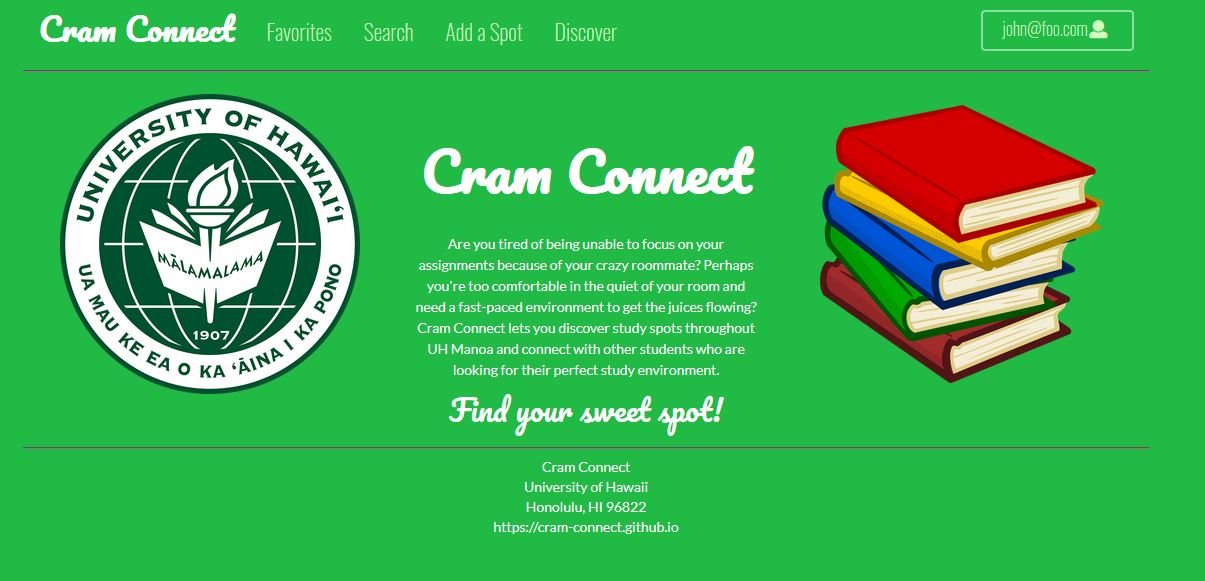 Cram Connect
Favorites
Search
Add a Spot
Discover
john@foo.com
UNIVERSITY OF HAWAI‘I
MĀLAMALAMA
1907
UA MAU KE EA O KA ‘ĀINA I KA PONO
Cram Connect
Are you tired of being unable to focus on your
assignments because of your crazy roommate? Perhaps
you're too comfortable in the quiet of your room and
need a fast-paced environment to get the juices flowing?
Cram Connect lets you discover study spots throughout
UH Manoa and connect with other students who are
looking for their perfect study environment.
Find your sweet spot!
Cram Connect
University of Hawaii
Honolulu, HI 96822
https://cram-connect.github.io